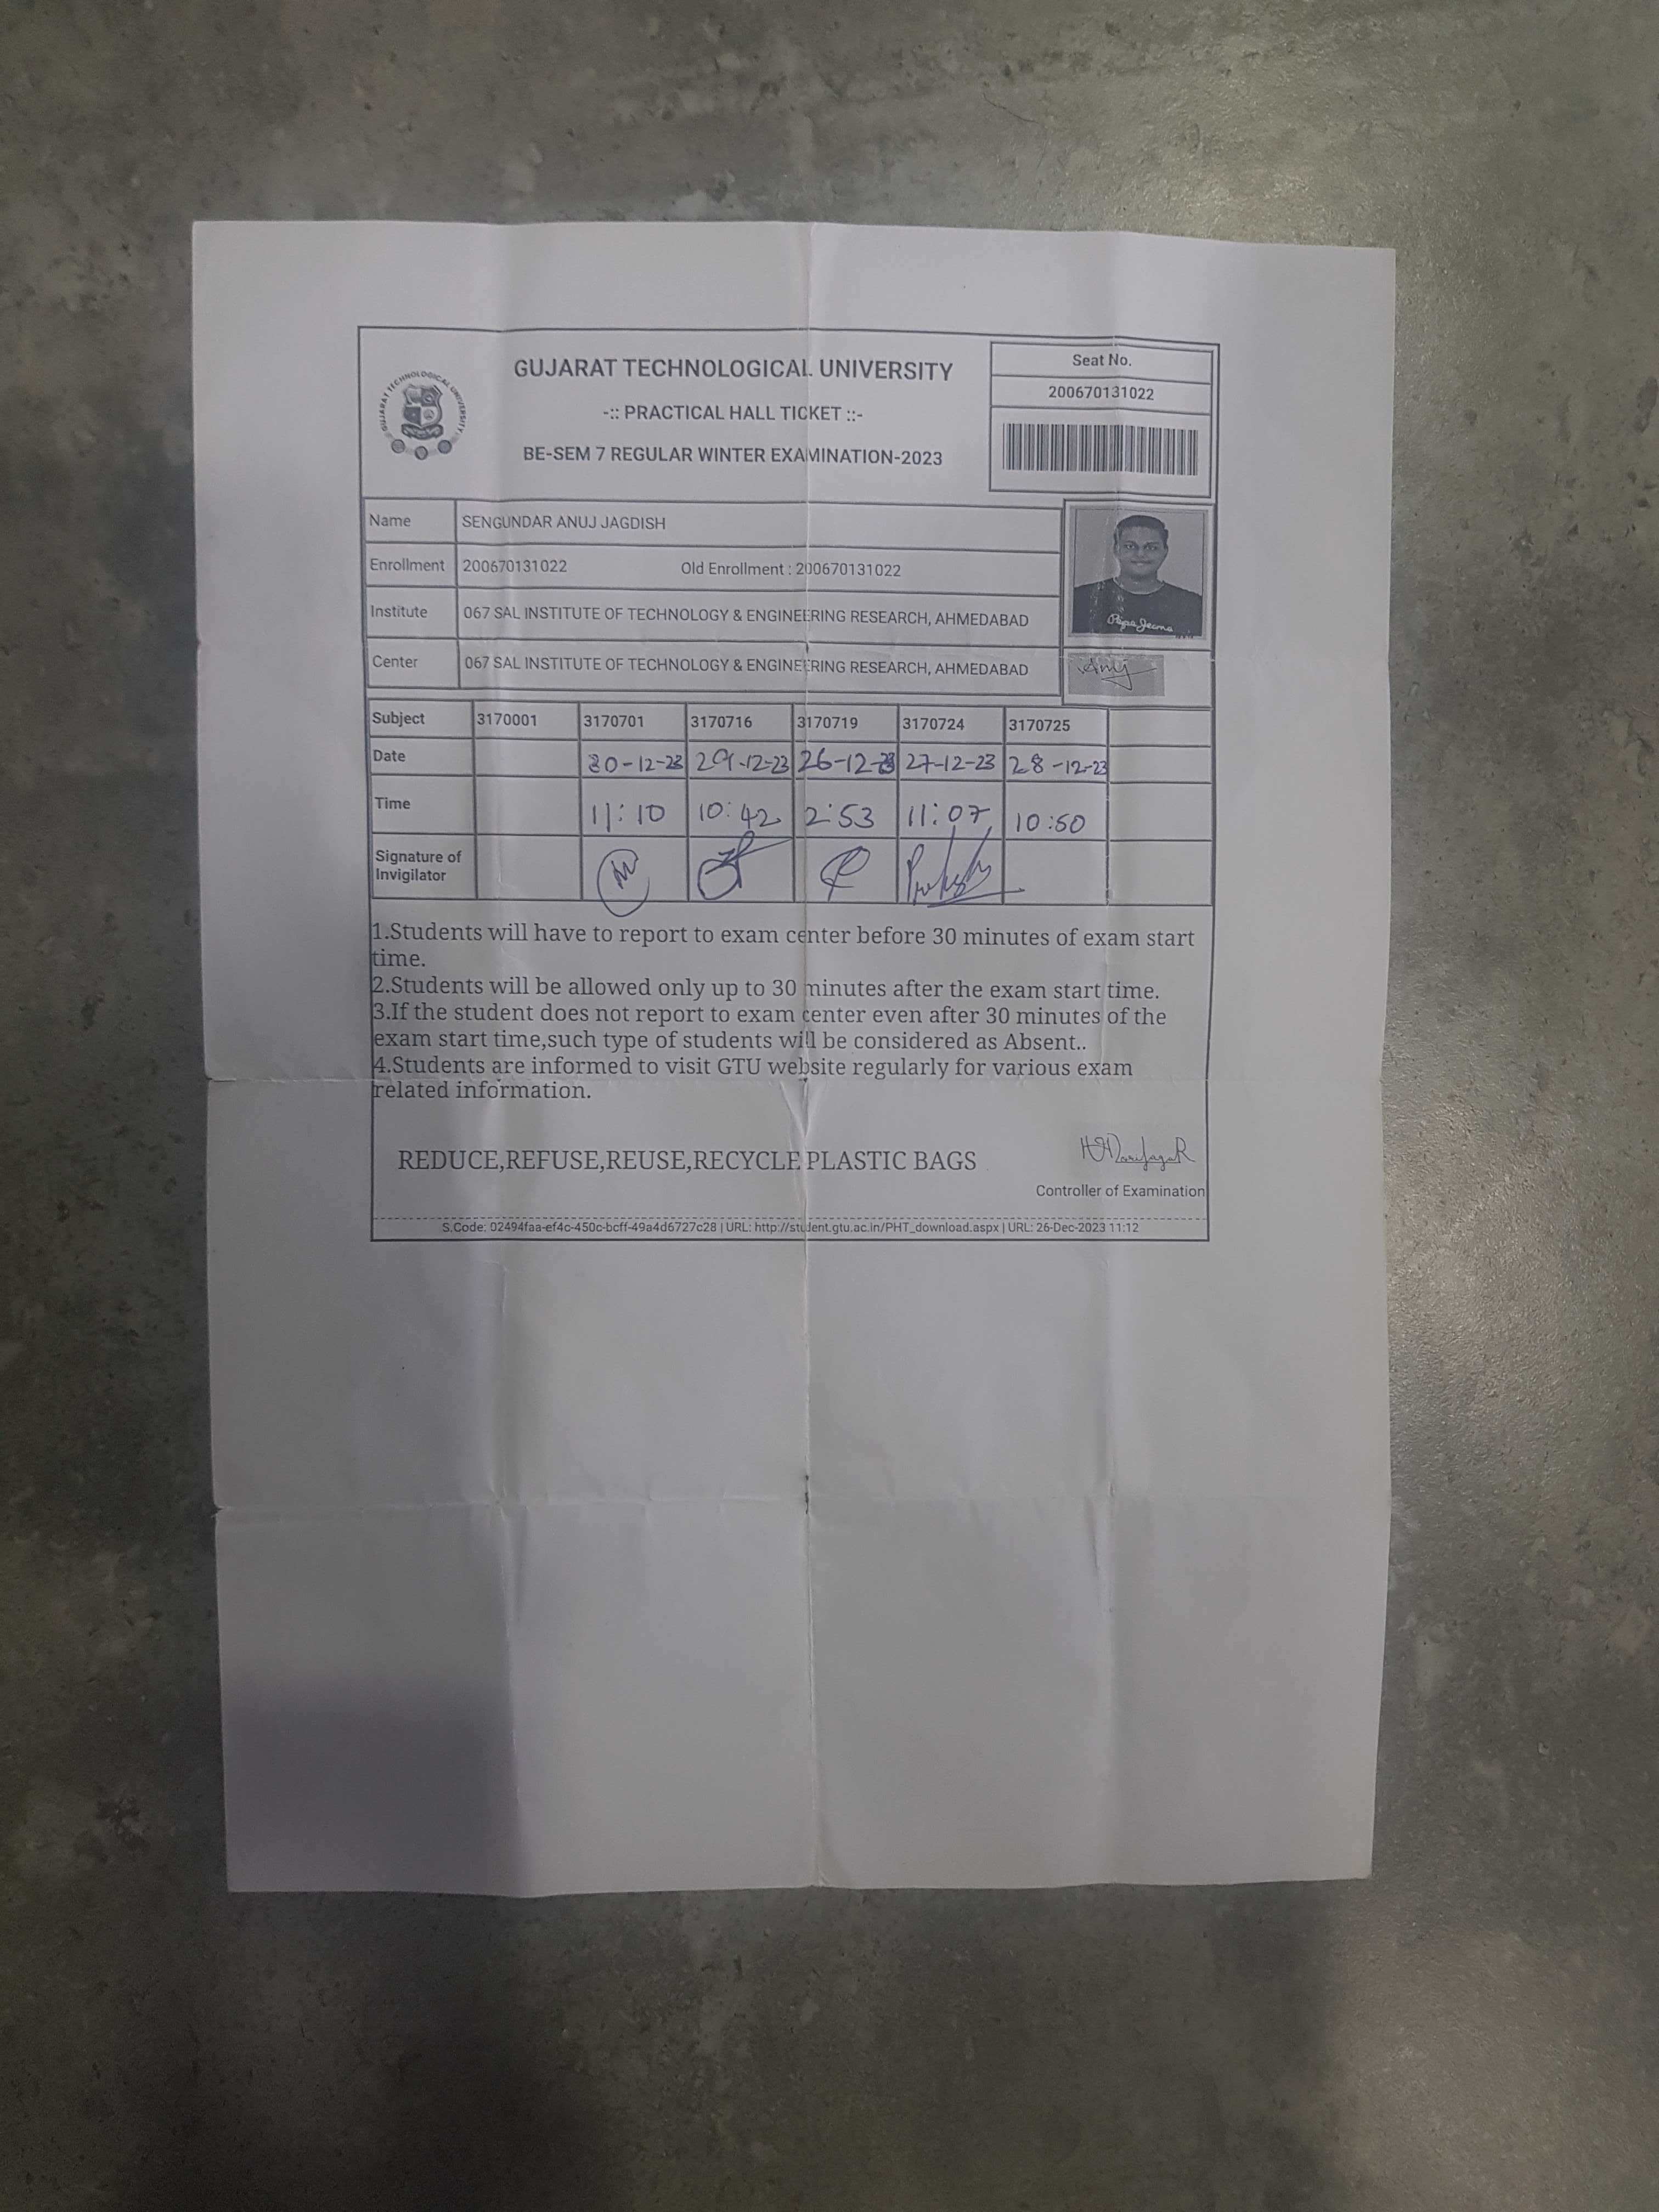 GUJARAT TECHNOLOGICAL UNIVERSITY
GUJARAT TECHNOLOGICAL UNIVERSITY
-:: PRACTICAL HALL TICKET ::-
BE-SEM 7 REGULAR WINTER EXAMINATION-2023
Seat No.
200670131022
Name SENGUNDAR ANUJ JAGDISH
Enrollment 200670131022 Old Enrollment : 200670131022
Institute 067 SAL INSTITUTE OF TECHNOLOGY & ENGINEERING RESEARCH, AHMEDABAD
Center 067 SAL INSTITUTE OF TECHNOLOGY & ENGINEERING RESEARCH, AHMEDABAD
Pepe Jeans
Anuj
Subject 3170001 3170701 3170716 3170719 3170724 3170725
Date 30-12-23 29-12-23 26-12-23 27-12-23 28-12-23
Time 11:10 10:42 2:53 11:07 10:50
Signature of
Invigilator
1.Students will have to report to exam center before 30 minutes of exam start
time.
2.Students will be allowed only up to 30 minutes after the exam start time.
3.If the student does not report to exam center even after 30 minutes of the
exam start time,such type of students will be considered as Absent..
4.Students are informed to visit GTU website regularly for various exam
related information.
REDUCE,REFUSE,REUSE,RECYCLE PLASTIC BAGS
Controller of Examination
S.Code: 02494faa-ef4c-450c-bcff-49a4d6727c28 | URL: http://student.gtu.ac.in/PHT_download.aspx | URL: 26-Dec-2023 11:12